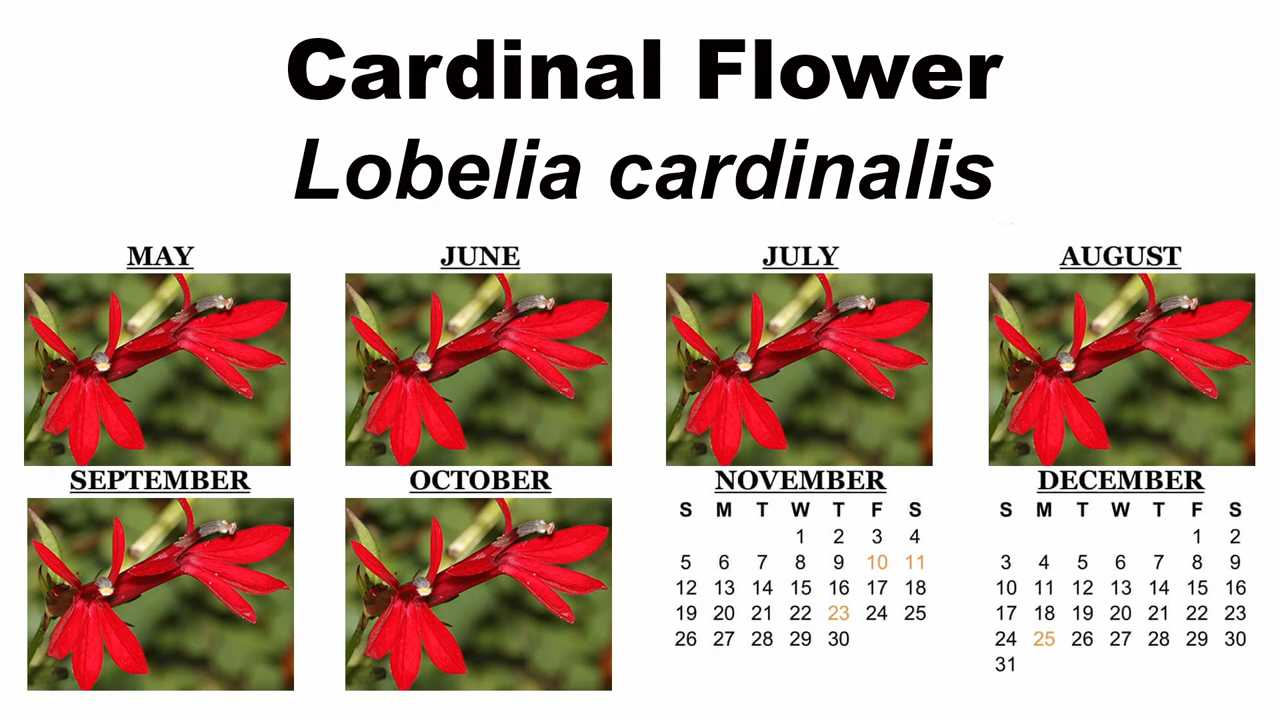 Cardinal Flower
Lobelia cardinalis
MAY JUNE JULY AUGUST
SEPTEMBER OCTOBER NOVEMBER DECEMBER
S M T W T F S
1 2 3 4
5 6 7 8 9 10 11
12 13 14 15 16 17 18
19 20 21 22 23 24 25
26 27 28 29 30
S M T W T F S
1 2
3 4 5 6 7 8 9
10 11 12 13 14 15 16
17 18 19 20 21 22 23
24 25 26 27 28 29 30
31